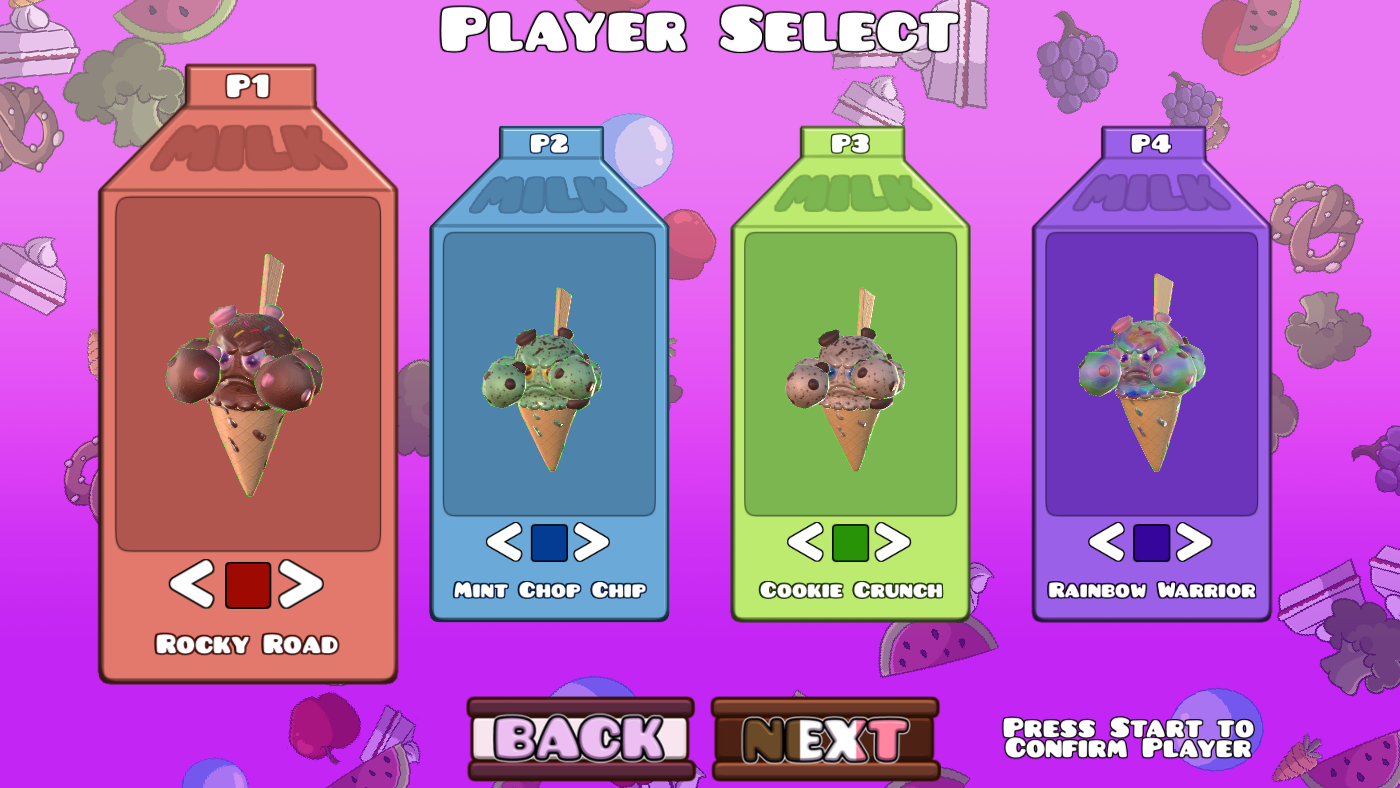 Player Select
P1
MILK
Rocky Road
P2
MILK
Mint Chop Chip
P3
MILK
Cookie Crunch
P4
MILK
Rainbow Warrior
BACK
NEXT
Press Start to
Confirm Player